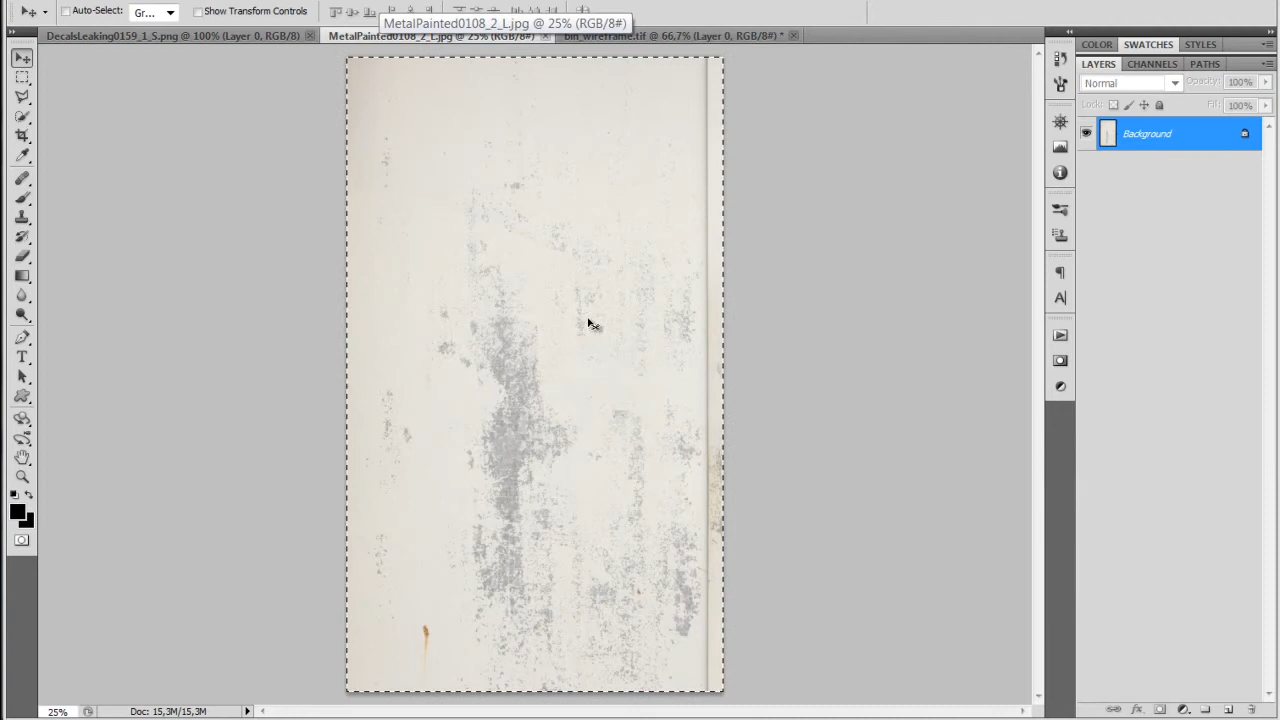 Auto-Select: Gr... Show Transform Controls
MetalPainted0108_2_L.jpg @ 25% (RGB/8#)
DecalsLeaking0159_1_S.png @ 100% (Layer 0, RGB/8)
MetalPainted0108_2_L.jpg @ 25% (RGB/8#)
bin_wireframe.tif @ 66,7% (Layer 0, RGB/8#) *
COLOR SWATCHES STYLES
LAYERS CHANNELS PATHS
Normal Opacity: 100%
Lock: Fill: 100%
Background
25% Doc: 15,3M/15,3M